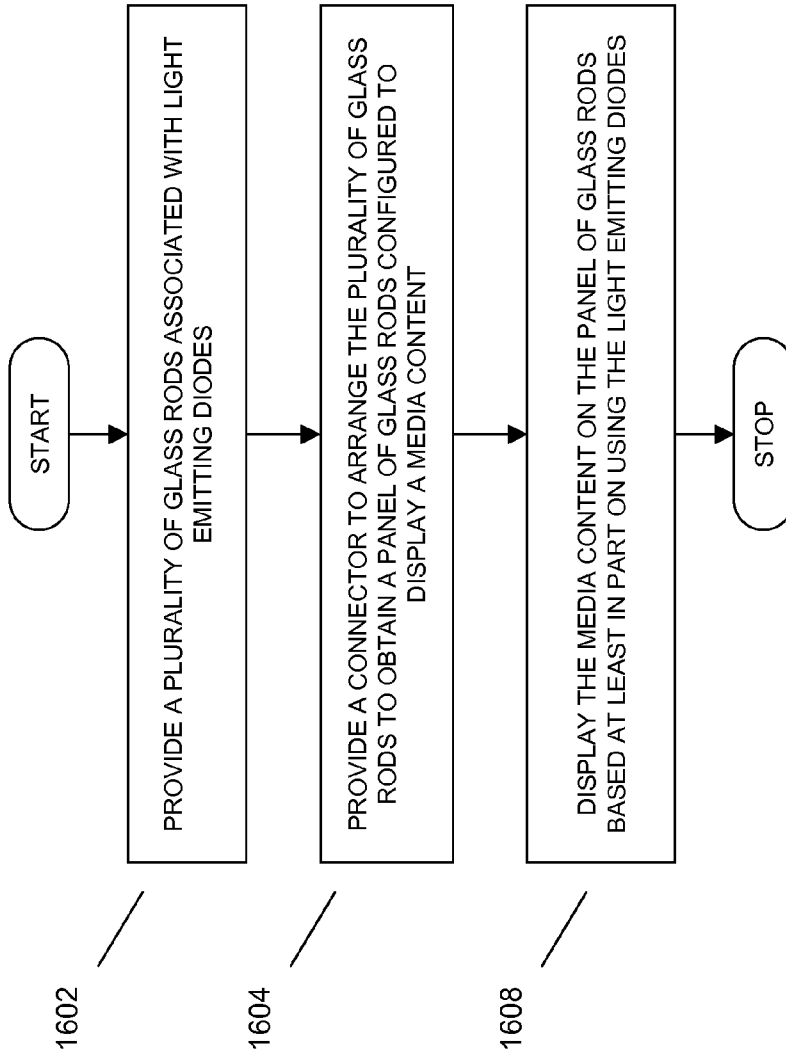 START
1602
PROVIDE A PLURALITY OF GLASS RODS ASSOCIATED WITH LIGHT
EMITTING DIODES
1604
PROVIDE A CONNECTOR TO ARRANGE THE PLURALITY OF GLASS
RODS TO OBTAIN A PANEL OF GLASS RODS CONFIGURED TO
DISPLAY A MEDIA CONTENT
1608
DISPLAY THE MEDIA CONTENT ON THE PANEL OF GLASS RODS
BASED AT LEAST IN PART ON USING THE LIGHT EMITTING DIODES
STOP